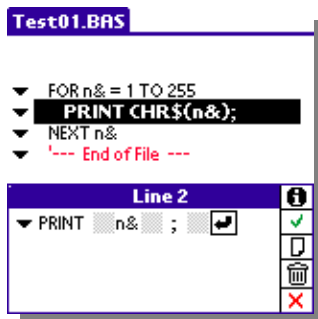 Test01.BAS
FOR n& = 1 TO 255
PRINT CHR$(n&);
NEXT n&
'--- End of File ---
Line 2
PRINT n& ;